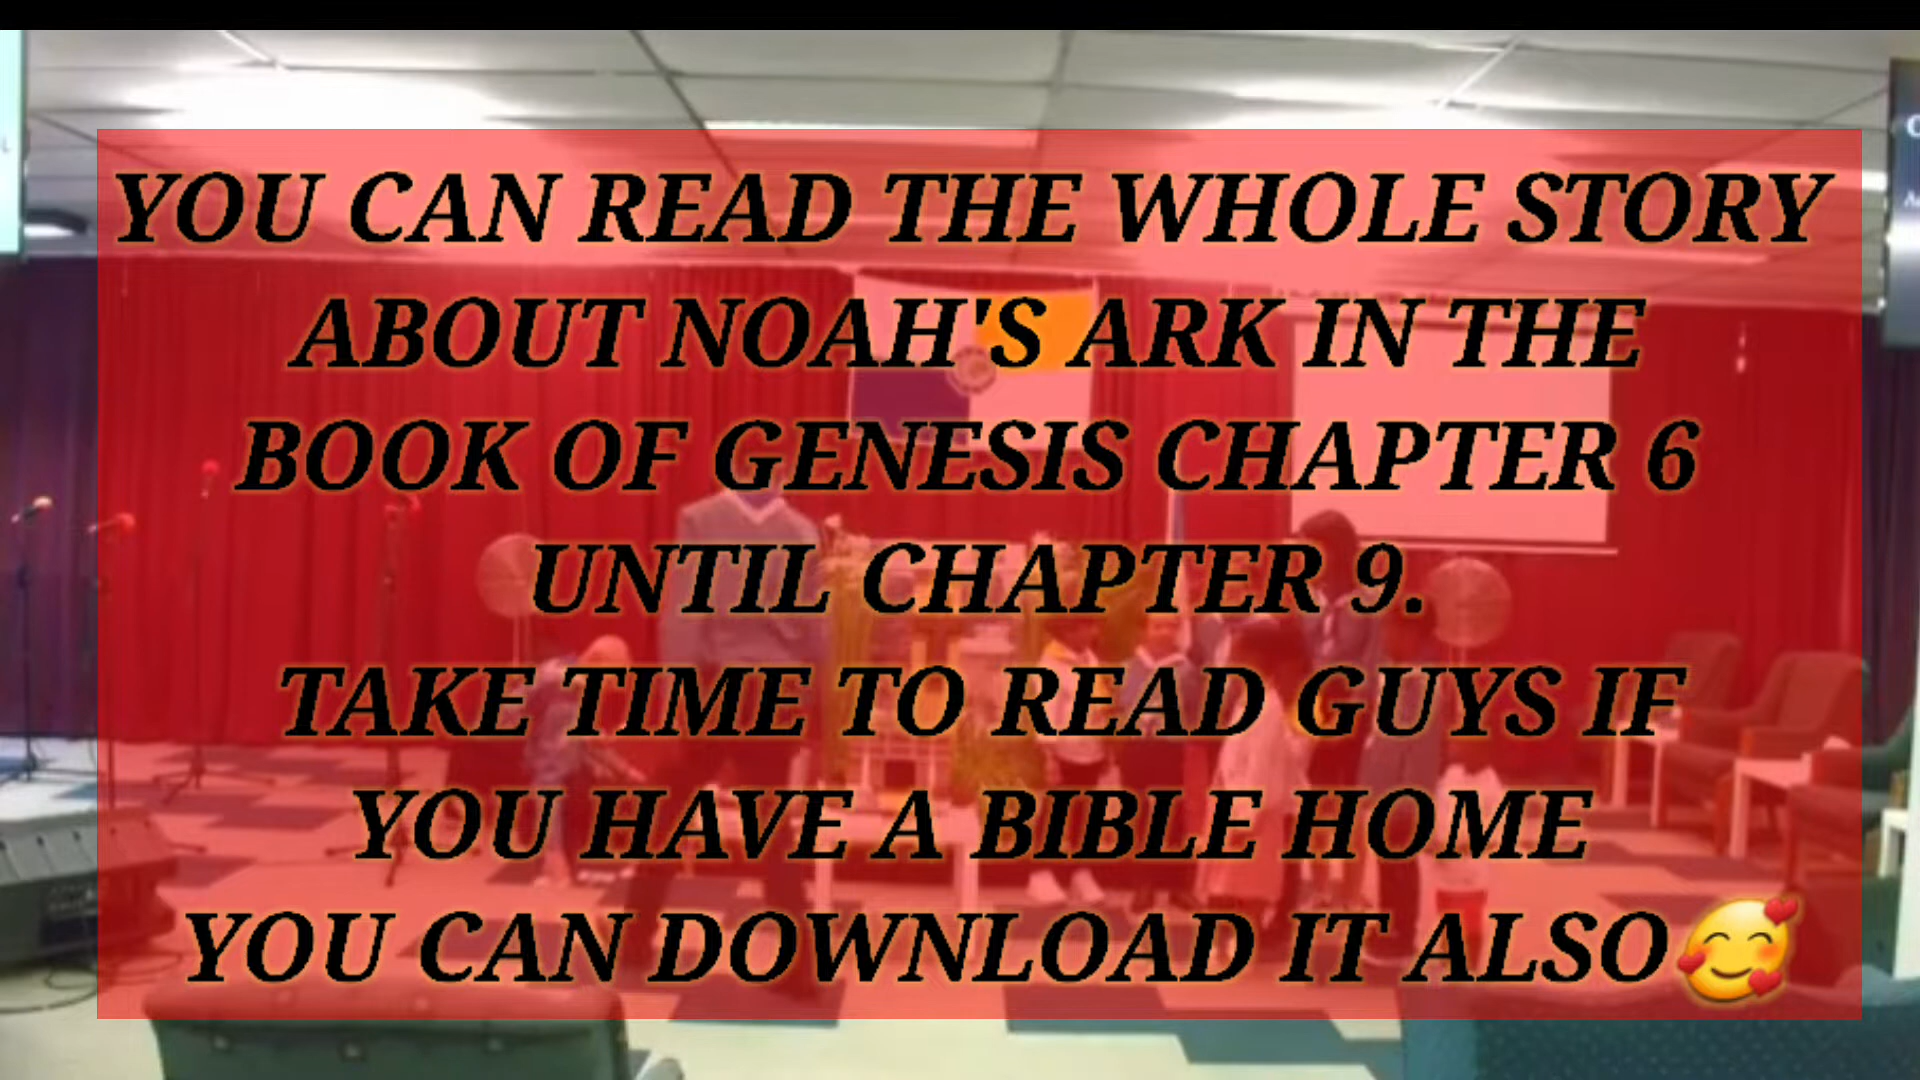 YOU CAN READ THE WHOLE STORY
ABOUT NOAH'S ARK IN THE
BOOK OF GENESIS CHAPTER 6
UNTIL CHAPTER 9.
TAKE TIME TO READ GUYS IF
YOU HAVE A BIBLE HOME
YOU CAN DOWNLOAD IT ALSO🥰